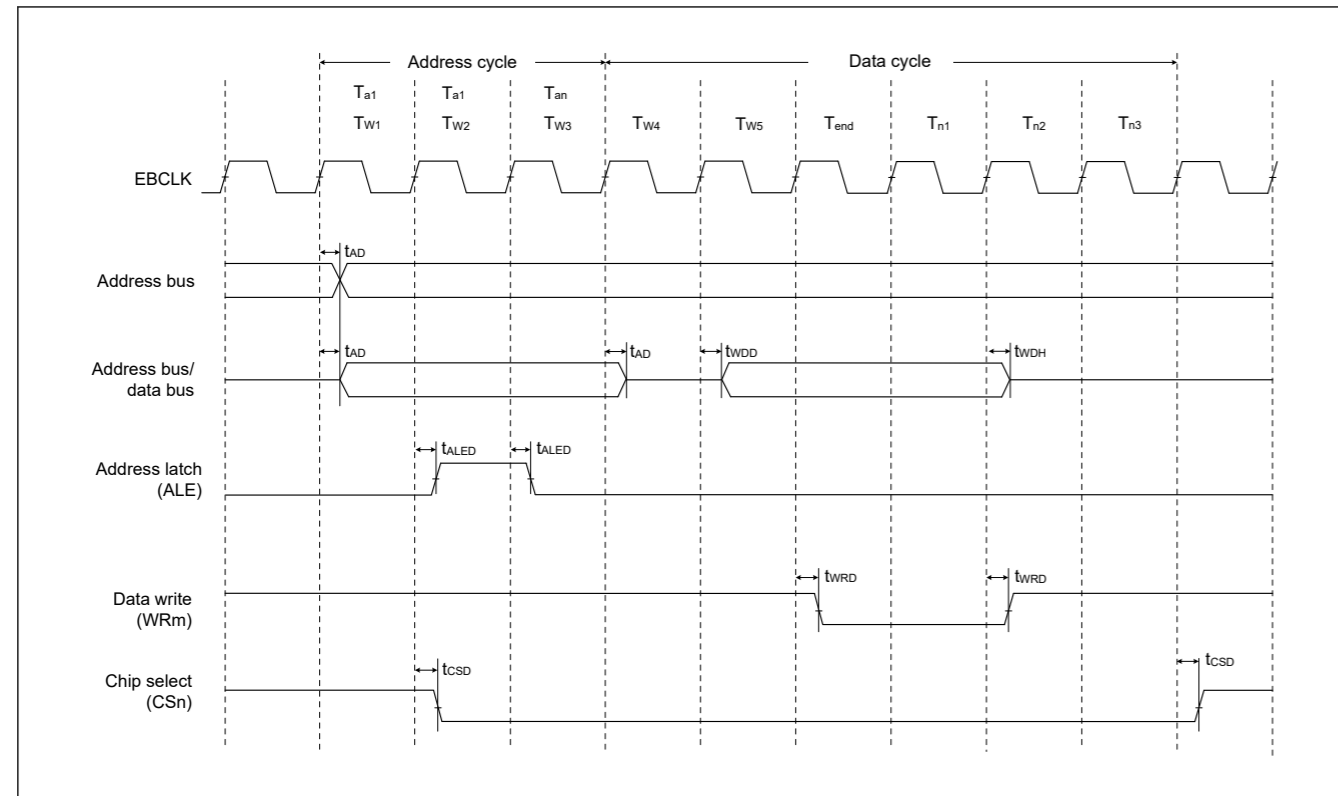 Address cycle Data cycle
Ta1 Ta1 Tan
TW1 TW2 TW3 TW4 TW5 Tend Tn1 Tn2 Tn3
EBCLK
tAD
Address bus
tAD tAD tWDD tWDH
Address bus/
data bus
tALED tALED
Address latch
(ALE)
tWRD tWRD
Data write
(WRm)
tCSD tCSD
Chip select
(CSn)